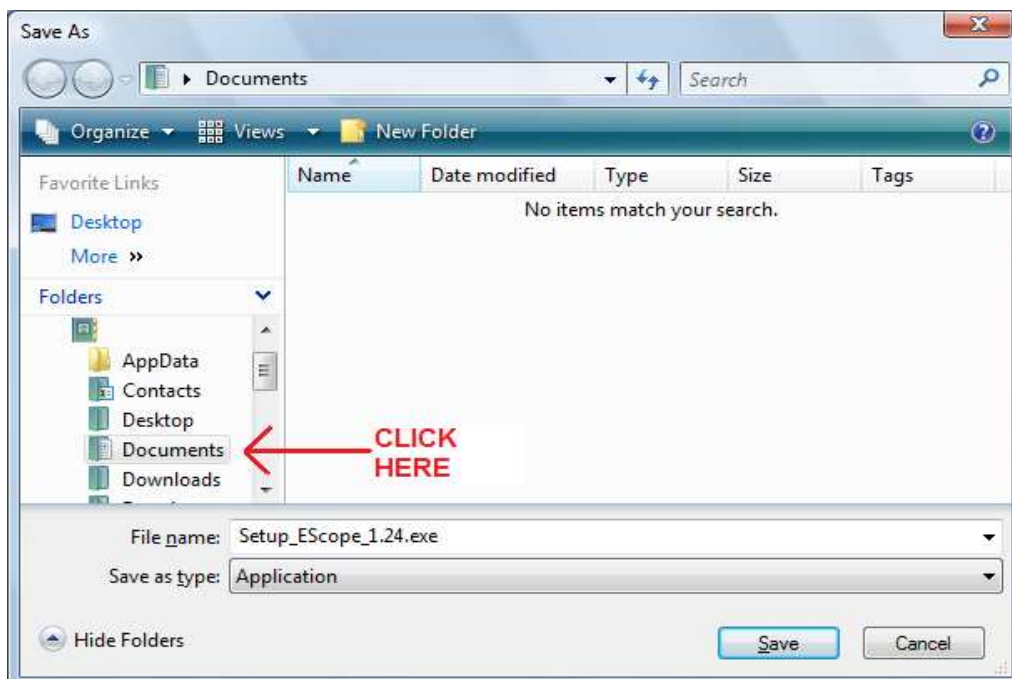 Save As
Documents
Search
Organize Views New Folder
Favorite Links
Desktop
More »
Folders
AppData
Contacts
Desktop
Documents
Downloads
Name Date modified Type Size Tags
No items match your search.
CLICK
HERE
File name: Setup_EScope_1.24.exe
Save as type: Application
Hide Folders
Save Cancel